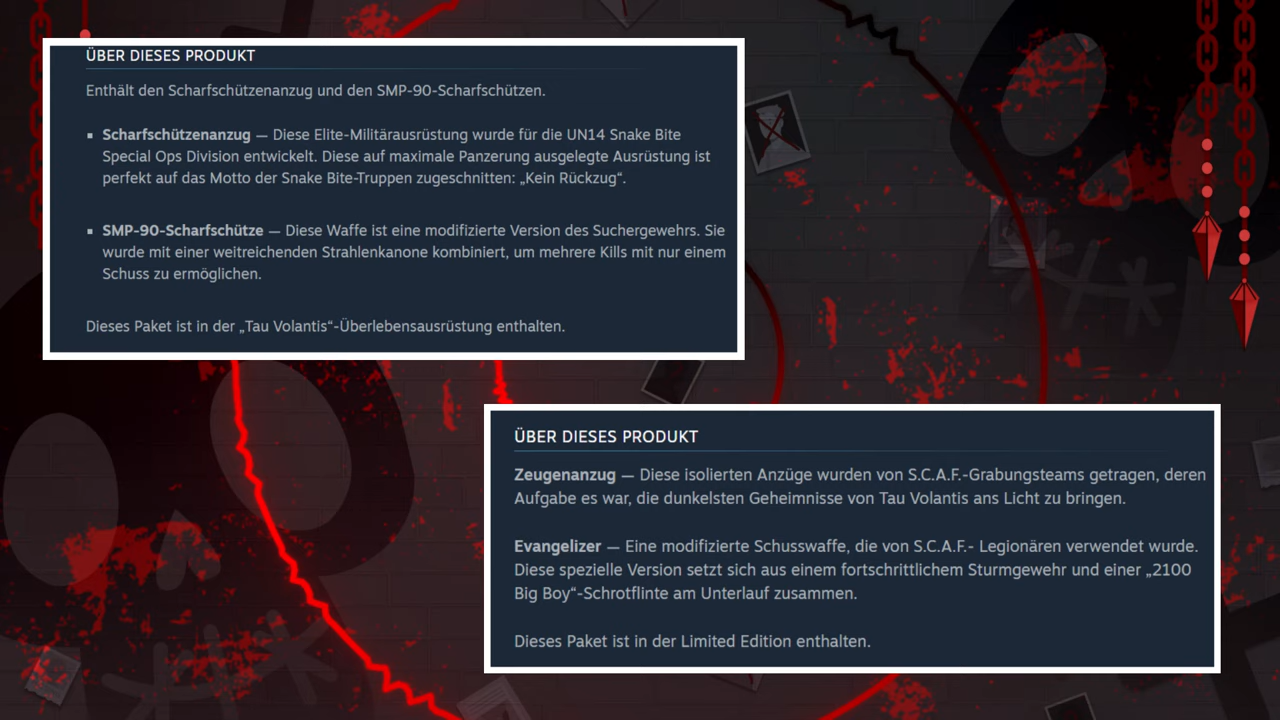 ÜBER DIESES PRODUKT
Enthält den Scharfschützenanzug und den SMP-90-Scharfschützen.
▪ Scharfschützenanzug — Diese Elite-Militärausrüstung wurde für die UN14 Snake Bite
Special Ops Division entwickelt. Diese auf maximale Panzerung ausgelegte Ausrüstung ist
perfekt auf das Motto der Snake Bite-Truppen zugeschnitten: „Kein Rückzug“.
▪ SMP-90-Scharfschütze — Diese Waffe ist eine modifizierte Version des Suchergewehrs. Sie
wurde mit einer weitreichenden Strahlenkanone kombiniert, um mehrere Kills mit nur einem
Schuss zu ermöglichen.
Dieses Paket ist in der „Tau Volantis“-Überlebensausrüstung enthalten.
ÜBER DIESES PRODUKT
Zeugenanzug — Diese isolierten Anzüge wurden von S.C.A.F.-Grabungsteams getragen, deren
Aufgabe es war, die dunkelsten Geheimnisse von Tau Volantis ans Licht zu bringen.
Evangelizer — Eine modifizierte Schusswaffe, die von S.C.A.F.- Legionären verwendet wurde.
Diese spezielle Version setzt sich aus einem fortschrittlichem Sturmgewehr und einer „2100
Big Boy“-Schrotflinte am Unterlauf zusammen.
Dieses Paket ist in der Limited Edition enthalten.